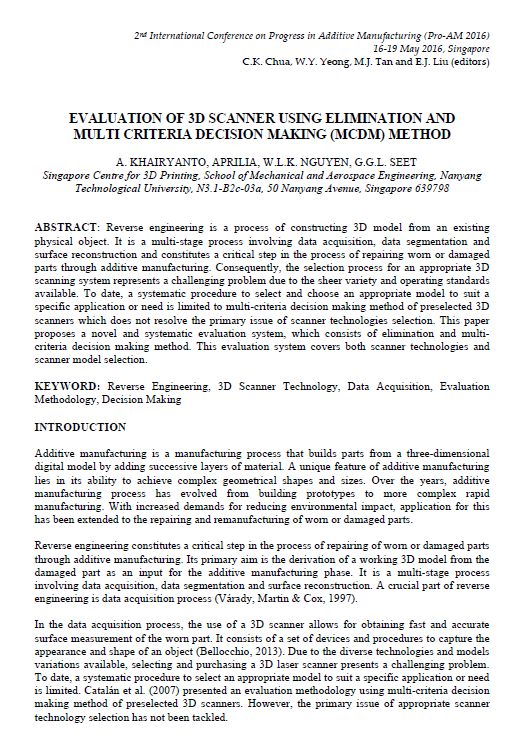 2nd International Conference on Progress in Additive Manufacturing (Pro-AM 2016)
16-19 May 2016, Singapore
C.K. Chua, W.Y. Yeong, M.J. Tan and E.J. Liu (editors)
EVALUATION OF 3D SCANNER USING ELIMINATION AND
MULTI CRITERIA DECISION MAKING (MCDM) METHOD
A. KHAIRYANTO, APRILIA, W.L.K. NGUYEN, G.G.L. SEET
Singapore Centre for 3D Printing, School of Mechanical and Aerospace Engineering, Nanyang
Technological University, N3.1-B2c-03a, 50 Nanyang Avenue, Singapore 639798
ABSTRACT: Reverse engineering is a process of constructing 3D model from an existing
physical object. It is a multi-stage process involving data acquisition, data segmentation and
surface reconstruction and constitutes a critical step in the process of repairing worn or damaged
parts through additive manufacturing. Consequently, the selection process for an appropriate 3D
scanning system represents a challenging problem due to the sheer variety and operating standards
available. To date, a systematic procedure to select and choose an appropriate model to suit a
specific application or need is limited to multi-criteria decision making method of preselected 3D
scanners which does not resolve the primary issue of scanner technologies selection. This paper
proposes a novel and systematic evaluation system, which consists of elimination and multi-
criteria decision making method. This evaluation system covers both scanner technologies and
scanner model selection.
KEYWORD: Reverse Engineering, 3D Scanner Technology, Data Acquisition, Evaluation
Methodology, Decision Making
INTRODUCTION
Additive manufacturing is a manufacturing process that builds parts from a three-dimensional
digital model by adding successive layers of material. A unique feature of additive manufacturing
lies in its ability to achieve complex geometrical shapes and sizes. Over the years, additive
manufacturing process has evolved from building prototypes to more complex rapid
manufacturing. With increased demands for reducing environmental impact, application for this
has been extended to the repairing and remanufacturing of worn or damaged parts.
Reverse engineering constitutes a critical step in the process of repairing of worn or damaged parts
through additive manufacturing. Its primary aim is the derivation of a working 3D model from the
damaged part as an input for the additive manufacturing phase. It is a multi-stage process
involving data acquisition, data segmentation and surface reconstruction. A crucial part of reverse
engineering is data acquisition process (Várady, Martin & Cox, 1997).
In the data acquisition process, the use of a 3D scanner allows for obtaining fast and accurate
surface measurement of the worn part. It consists of a set of devices and procedures to capture the
appearance and shape of an object (Bellocchio, 2013). Due to the diverse technologies and models
variations available, selecting and purchasing a 3D laser scanner presents a challenging problem.
To date, a systematic procedure to select an appropriate model to suit a specific application or need
is limited. Catalán et al. (2007) presented an evaluation methodology using multi-criteria decision
making method of preselected 3D scanners. However, the primary issue of appropriate scanner
technology selection has not been tackled.